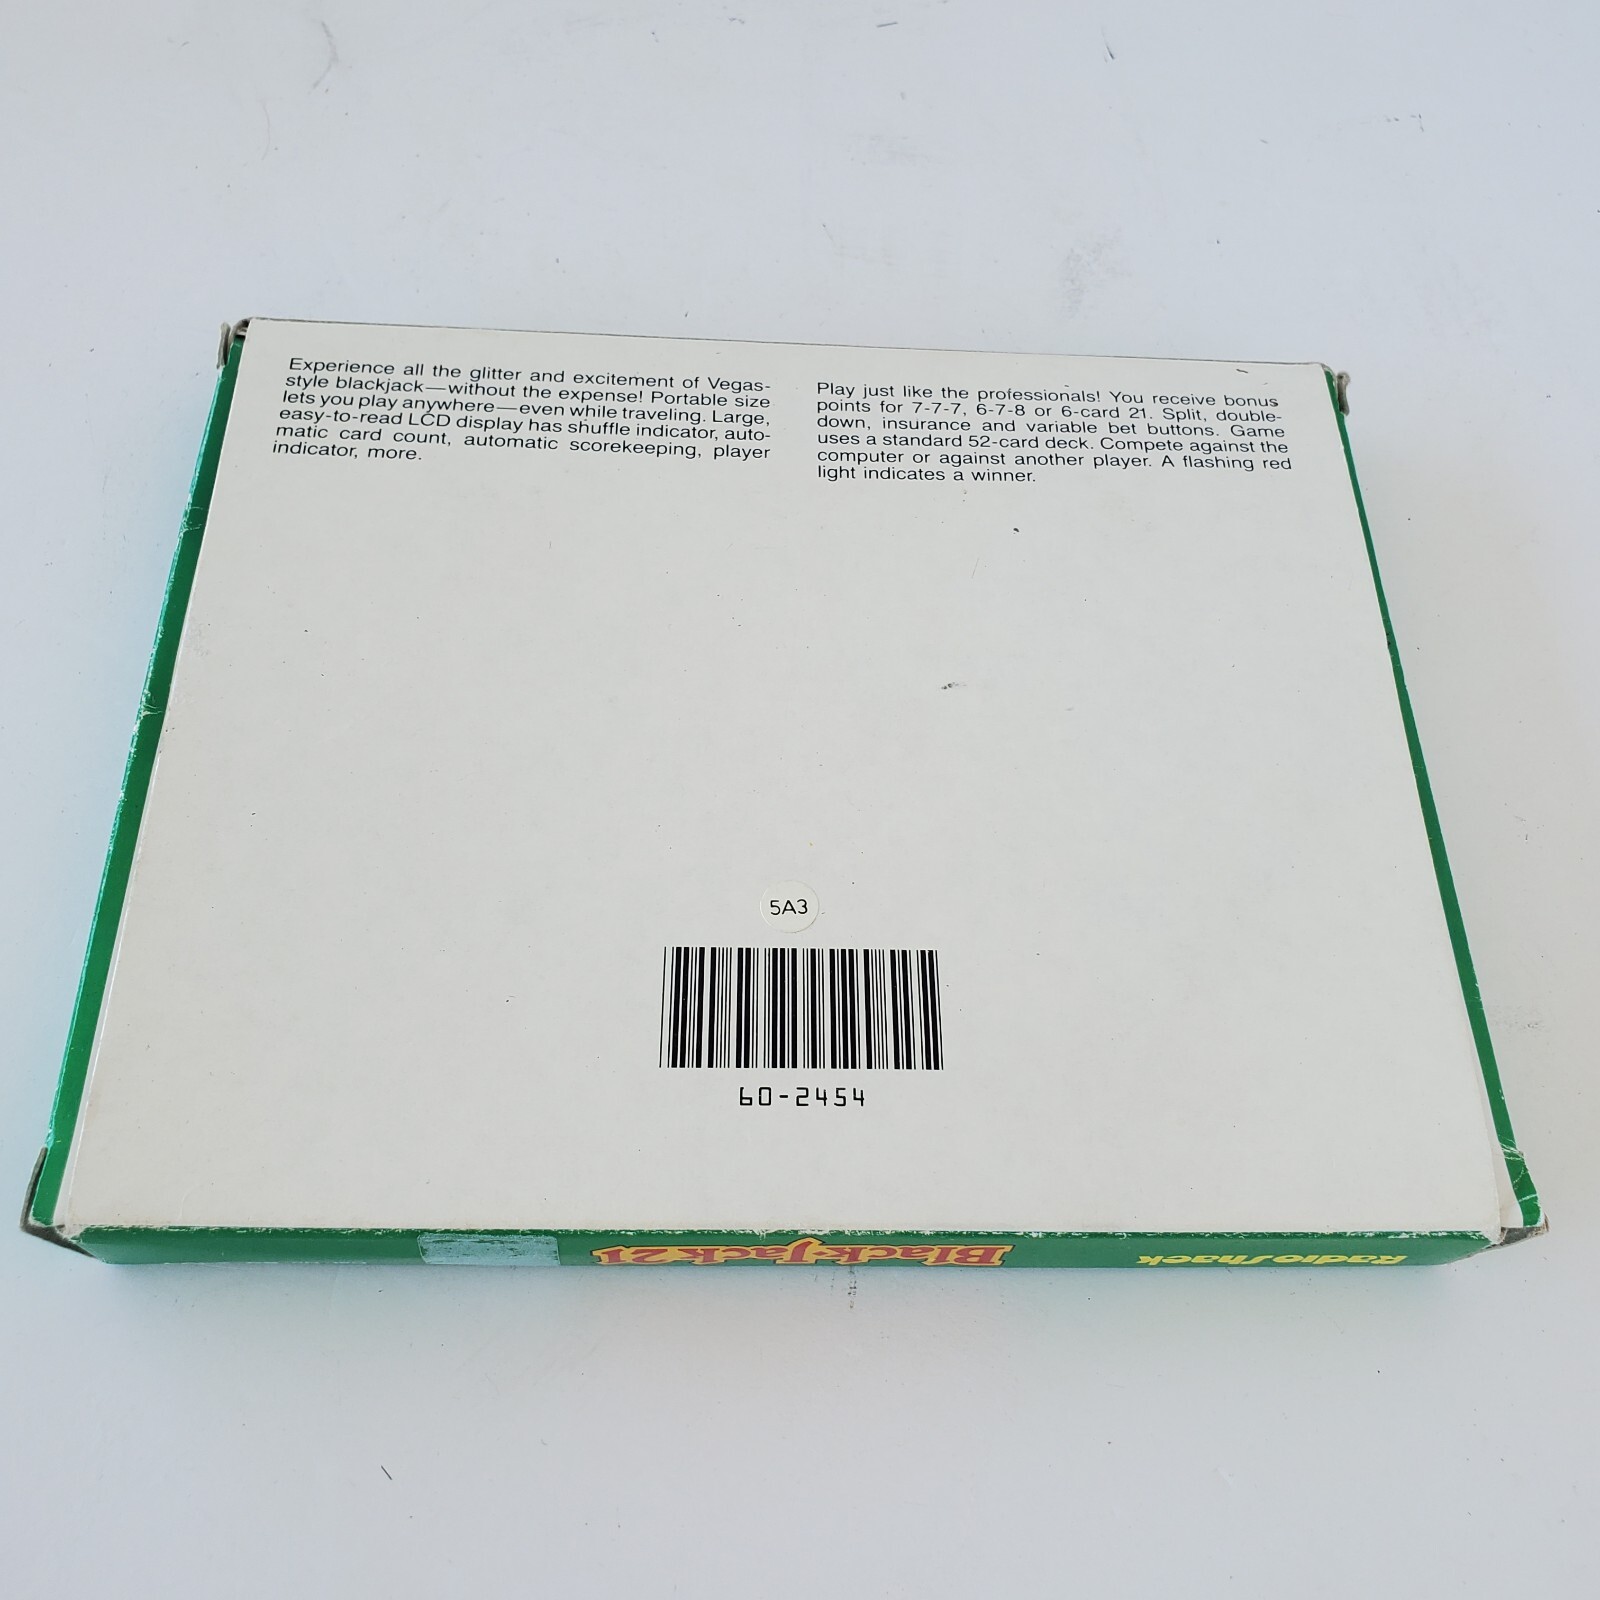 Experience all the glitter and excitement of Vegas-
style blackjack—without the expense! Portable size
lets you play anywhere—even while traveling. Large,
easy-to-read LCD display has shuffle indicator, auto-
matic card count, automatic scorekeeping, player
indicator, more.
Play just like the professionals! You receive bonus
points for 7-7-7, 6-7-8 or 6-card 21. Split, double-
down, insurance and variable bet buttons. Game
uses a standard 52-card deck. Compete against the
computer or against another player. A flashing red
light indicates a winner.
5A3
60-2454
Radio Shack
BlackJack 21